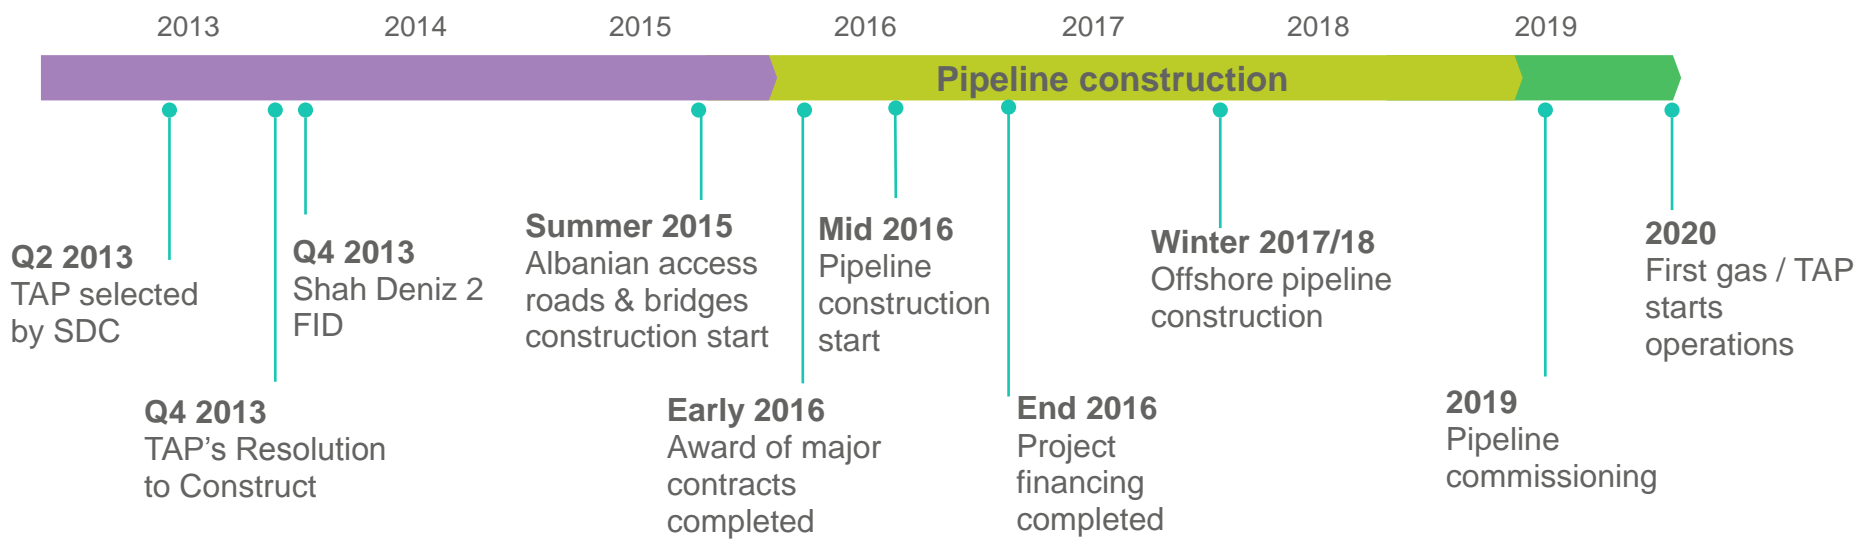 2013
2014
2015
2016
2017
2018
2019
Pipeline construction
Q2 2013
TAP selected
by SDC
Q4 2013
TAP’s Resolution
to Construct
Q4 2013
Shah Deniz 2
FID
Summer 2015
Albanian access
roads & bridges
construction start
Early 2016
Award of major
contracts
completed
Mid 2016
Pipeline
construction
start
End 2016
Project
financing
completed
Winter 2017/18
Offshore pipeline
construction
2019
Pipeline
commissioning
2020
First gas / TAP
starts
operations